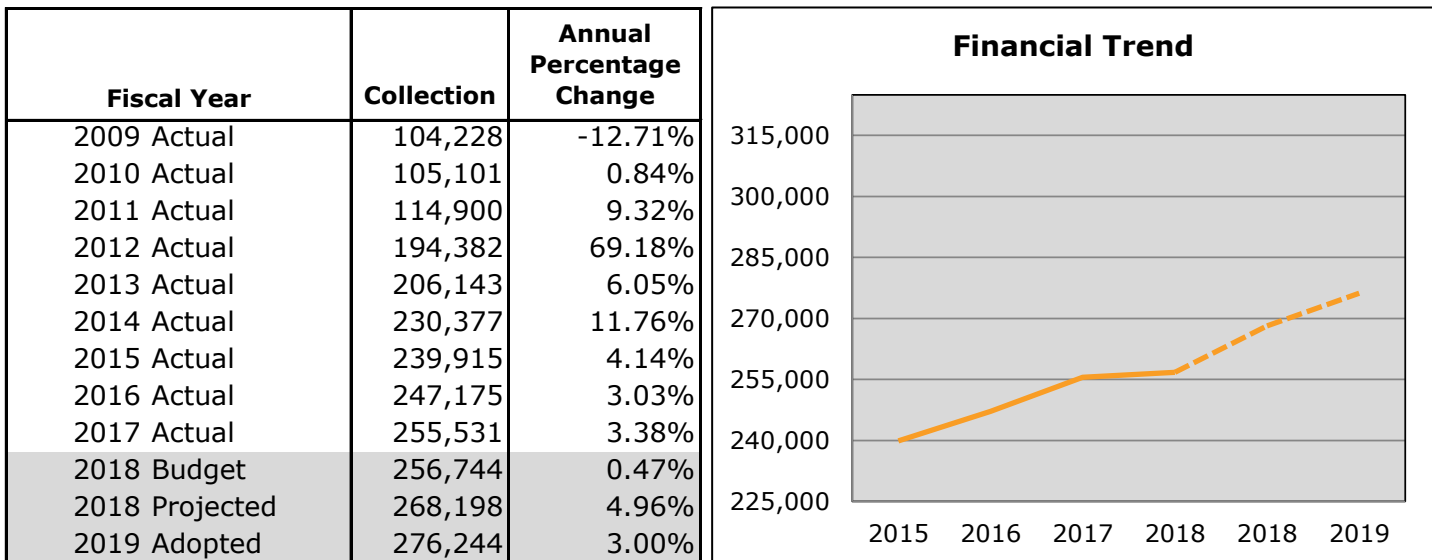 Fiscal Year Collection Annual Percentage Change
2009 Actual 104,228 -12.71%
2010 Actual 105,101 0.84%
2011 Actual 114,900 9.32%
2012 Actual 194,382 69.18%
2013 Actual 206,143 6.05%
2014 Actual 230,377 11.76%
2015 Actual 239,915 4.14%
2016 Actual 247,175 3.03%
2017 Actual 255,531 3.38%
2018 Budget 256,744 0.47%
2018 Projected 268,198 4.96%
2019 Adopted 276,244 3.00%
Financial Trend
315,000
300,000
285,000
270,000
255,000
240,000
225,000
2015 2016 2017 2018 2018 2019